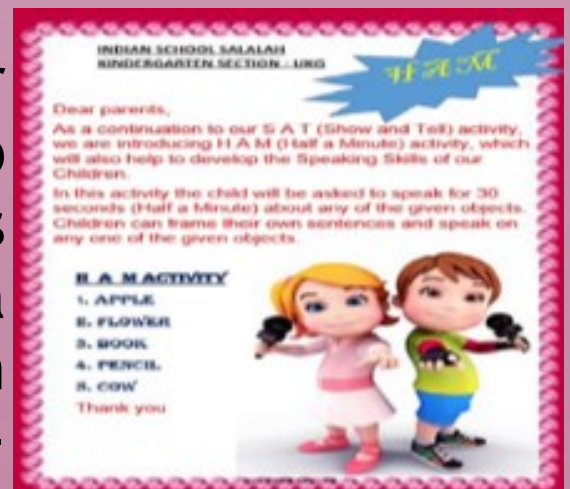 INDIAN SCHOOL SALALAH
KINDERGARTEN SECTION - UKG
H A M
Dear parents,
As a continuation to our S A T (Show and Tell) activity,
we are introducing H A M (Half a Minute) activity, which
will also help to develop the Speaking Skills of our
Children.
In this activity the child will be asked to speak for 30
seconds (Half a Minute) about any of the given objects.
Children can frame their own sentences and speak on
any one of the given objects.
H A M ACTIVITY
1. APPLE
2. FLOWER
3. BOOK
4. PENCIL
5. COW
Thank you